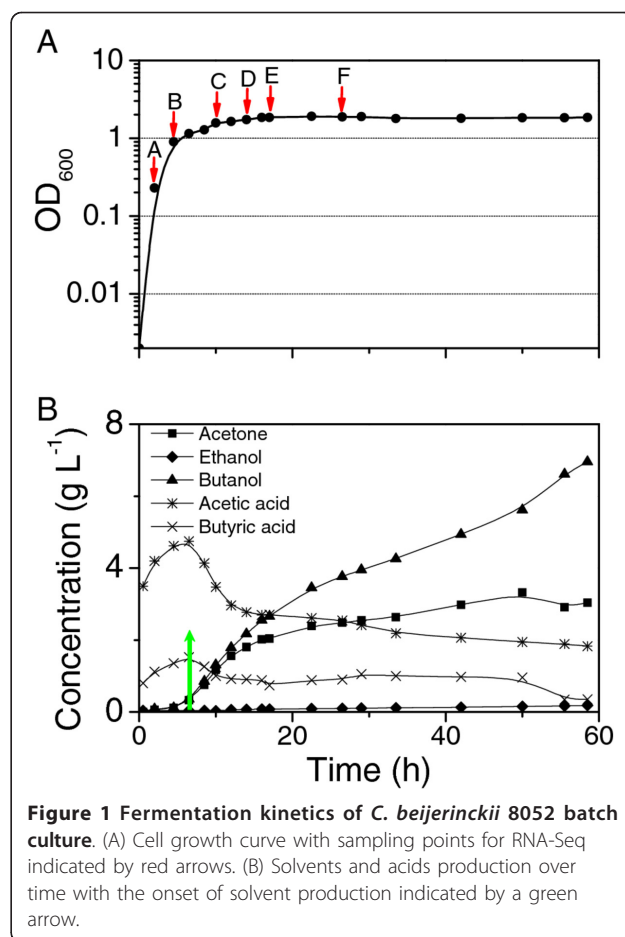 A
10
1
0.1
0.01
OD600
A
B
C
D
E
F
B
8
4
0
Concentration (g L-1)
Acetone
Ethanol
Butanol
Acetic acid
Butyric acid
0
20
40
60
Time (h)
Figure 1 Fermentation kinetics of C. beijerinckii 8052 batch
culture. (A) Cell growth curve with sampling points for RNA-Seq
indicated by red arrows. (B) Solvents and acids production over
time with the onset of solvent production indicated by a green
arrow.